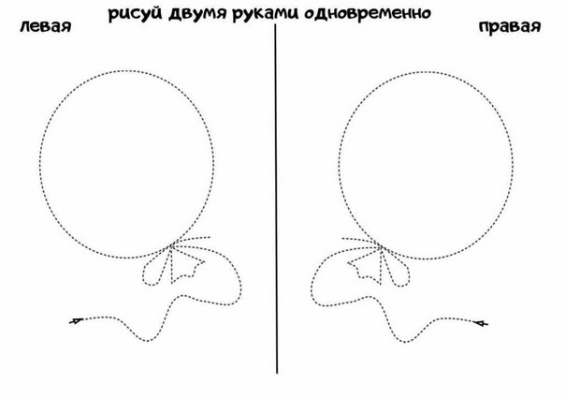 рисуй двумя руками одновременно
левая
правая